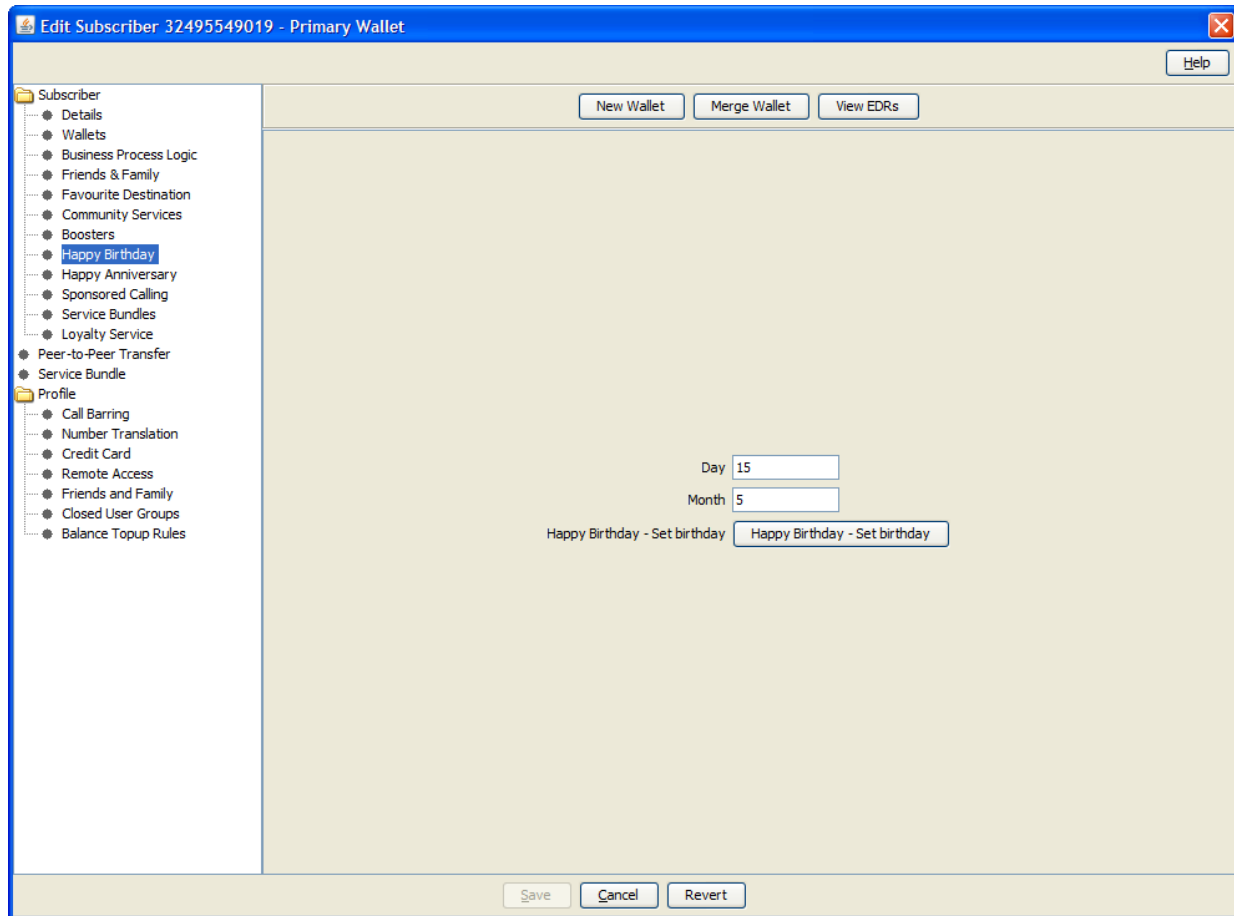 Edit Subscriber 32495549019 - Primary Wallet
Help
Subscriber
Details
Wallets
Business Process Logic
Friends & Family
Favourite Destination
Community Services
Boosters
Happy Birthday
Happy Anniversary
Sponsored Calling
Service Bundles
Loyalty Service
Peer-to-Peer Transfer
Service Bundle
Profile
Call Barring
Number Translation
Credit Card
Remote Access
Friends and Family
Closed User Groups
Balance Topup Rules
New Wallet Merge Wallet View EDRs
Day 15
Month 5
Happy Birthday - Set birthday Happy Birthday - Set birthday
Save Cancel Revert